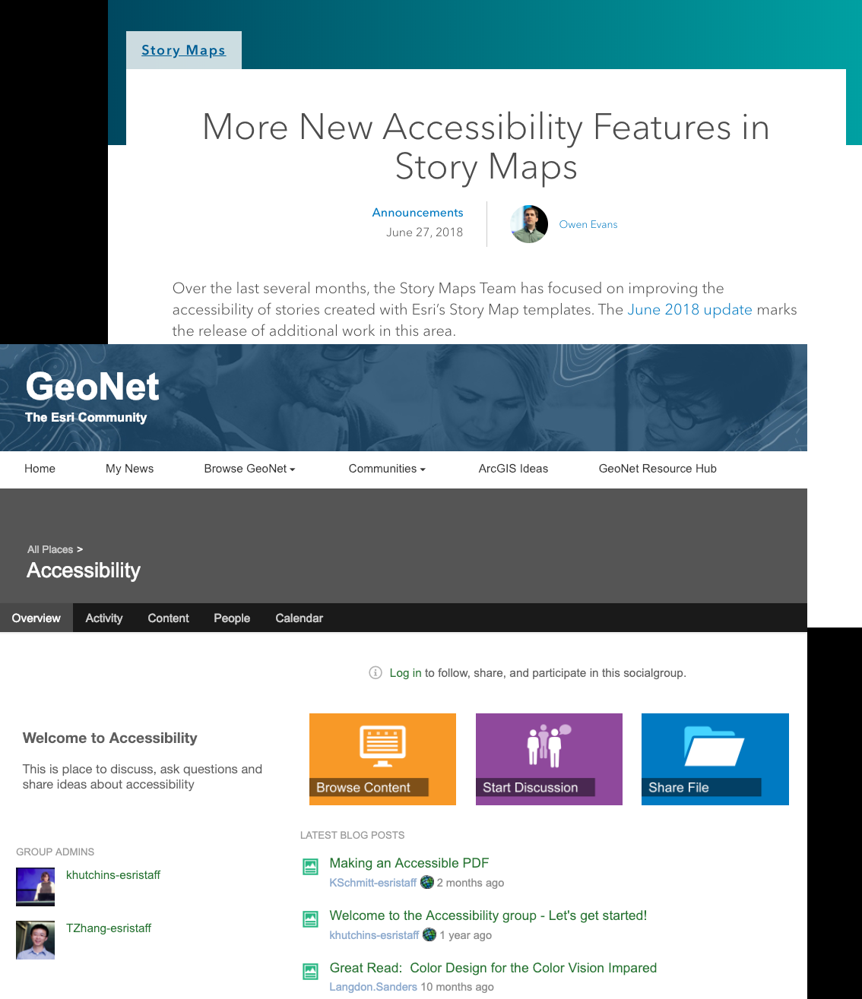 Story Maps
More New Accessibility Features in
Story Maps
Announcements
June 27, 2018
Owen Evans
Over the last several months, the Story Maps Team has focused on improving the
accessibility of stories created with Esri’s Story Map templates. The June 2018 update marks
the release of additional work in this area.
GeoNet
The Esri Community
Home My News Browse GeoNet Communities ArcGIS Ideas GeoNet Resource Hub
All Places >
Accessibility
Overview Activity Content People Calendar
Log in to follow, share, and participate in this socialgroup.
Welcome to Accessibility
This is place to discuss, ask questions and
share ideas about accessibility
Browse Content Start Discussion Share File
GROUP ADMINS
khutchins-esristaff
TZhang-esristaff
LATEST BLOG POSTS
Making an Accessible PDF
KSchmitt-esristaff 2 months ago
Welcome to the Accessibility group - Let's get started!
khutchins-esristaff 1 year ago
Great Read: Color Design for the Color Vision Impared
Langdon.Sanders 10 months ago